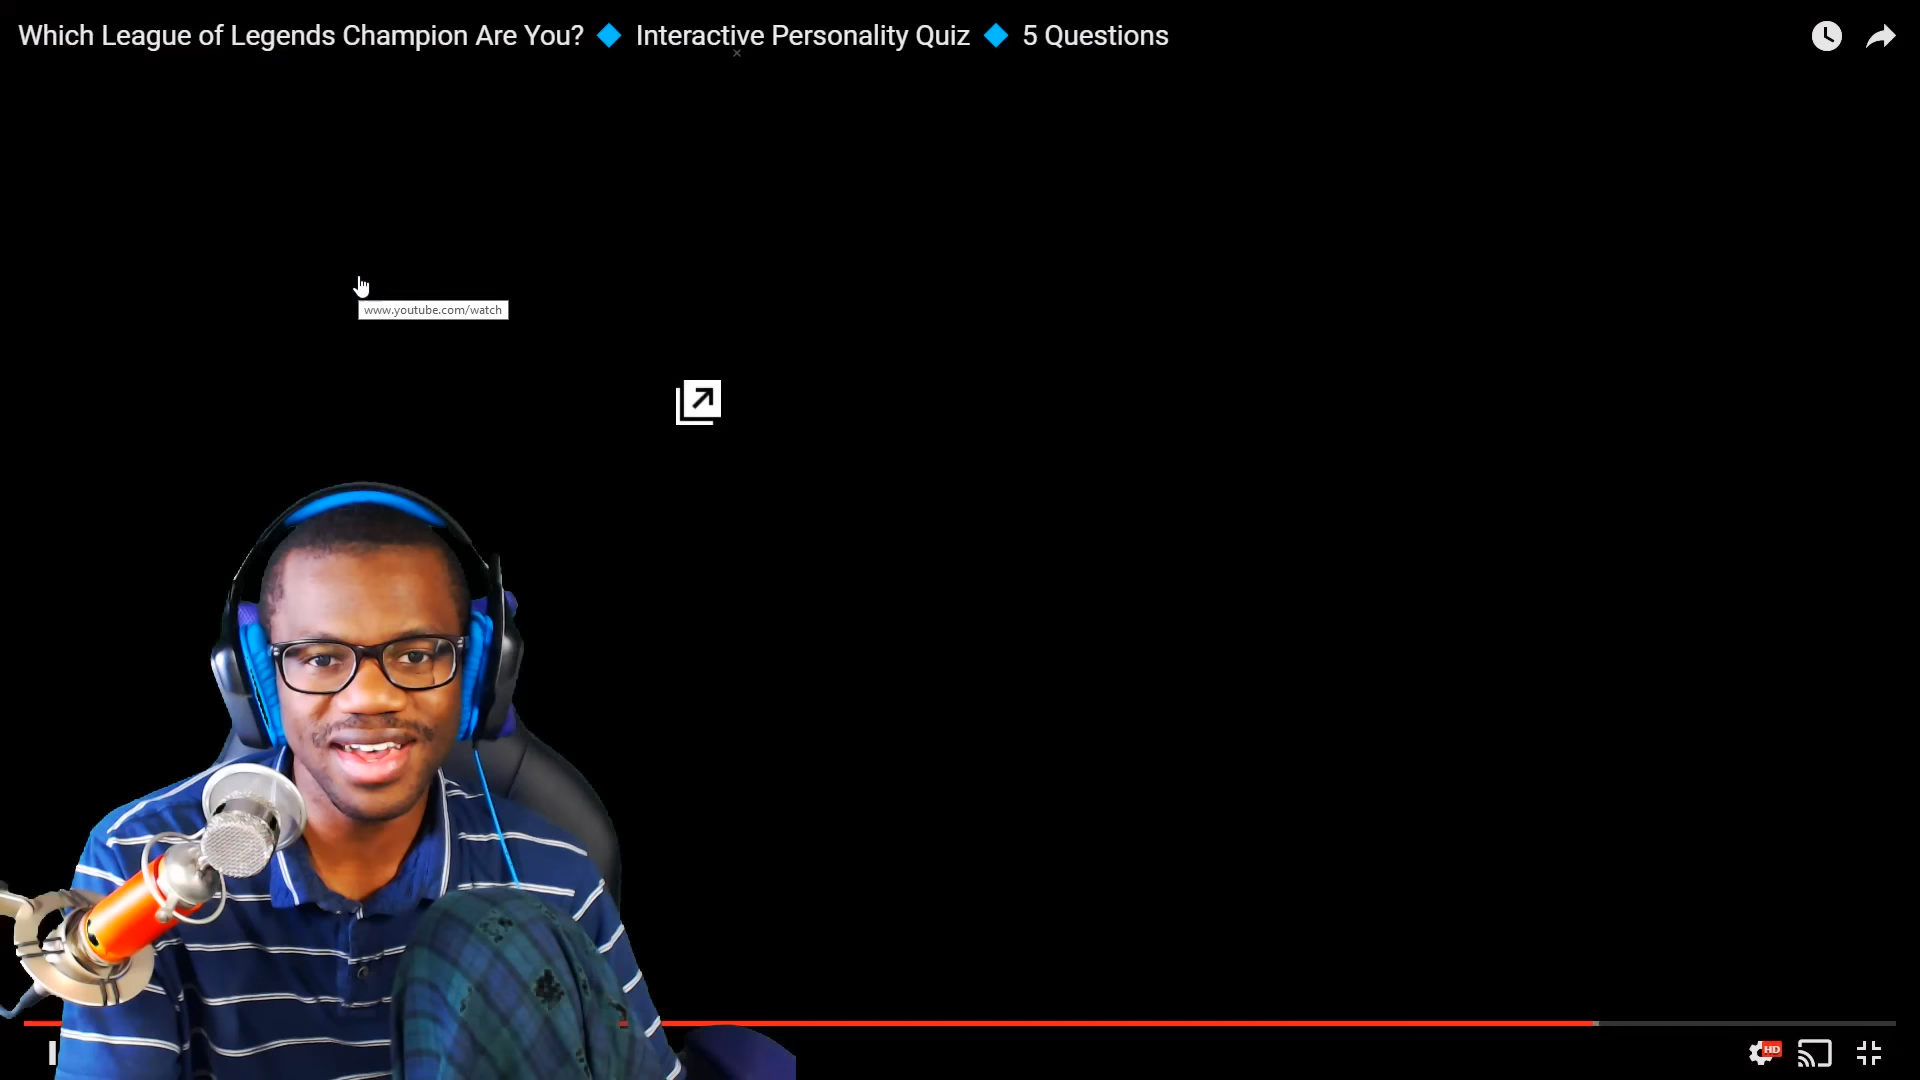 Which League of Legends Champion Are You? 🔷 Interactive Personality Quiz 🔷 5 Questions
www.youtube.com/watch
HD